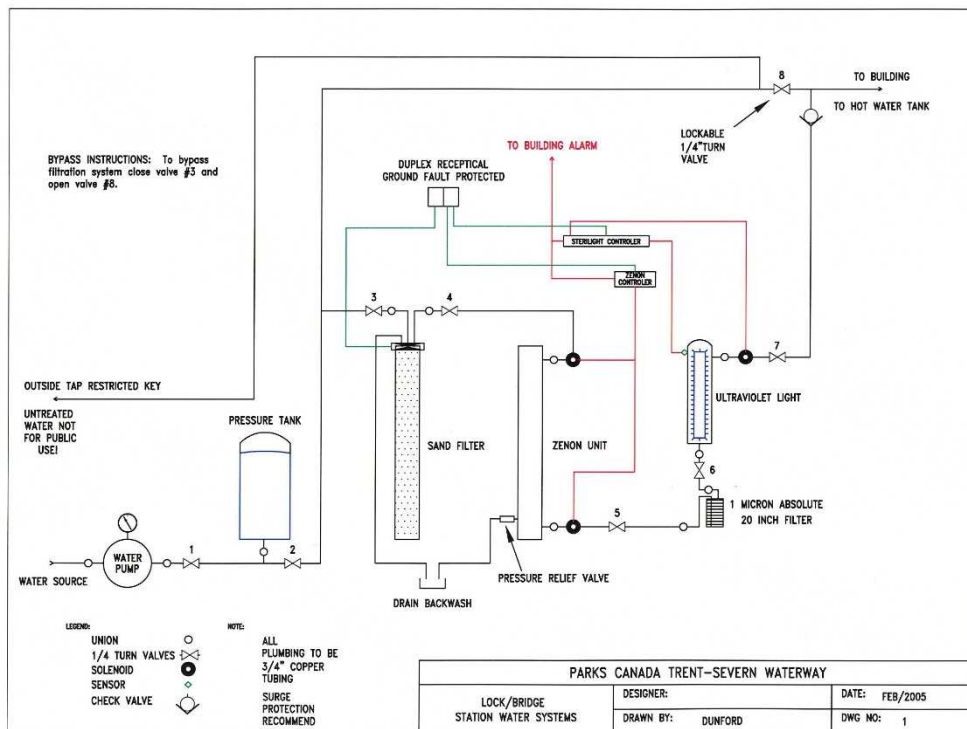 8
TO BUILDING
TO HOT WATER TANK
LOCKABLE
1/4"TURN
VALVE
TO BUILDING ALARM
BYPASS INSTRUCTIONS: To bypass
filtration system close valve #3 and
open valve #8.
DUPLEX RECEPTICAL
GROUND FAULT PROTECTED
STERILIGHT CONTROLER
ZENON
CONTROLER
3
4
7
OUTSIDE TAP RESTRICTED KEY
UNTREATED
WATER NOT
FOR PUBLIC
USE!
PRESSURE TANK
SAND FILTER
ZENON UNIT
ULTRAVIOLET LIGHT
6
1 MICRON ABSOLUTE
20 INCH FILTER
5
1
2
WATER
PUMP
WATER SOURCE
PRESSURE RELIEF VALVE
DRAIN BACKWASH
LEGEND:
UNION
1/4 TURN VALVES
SOLENOID
SENSOR
CHECK VALVE
NOTE:
ALL
PLUMBING TO BE
3/4" COPPER
TUBING
SURGE
PROTECTION
RECOMMEND
PARKS CANADA TRENT-SEVERN WATERWAY
LOCK/BRIDGE
STATION WATER SYSTEMS
DESIGNER:
DATE: FEB/2005
DRAWN BY: DUNFORD
DWG NO: 1